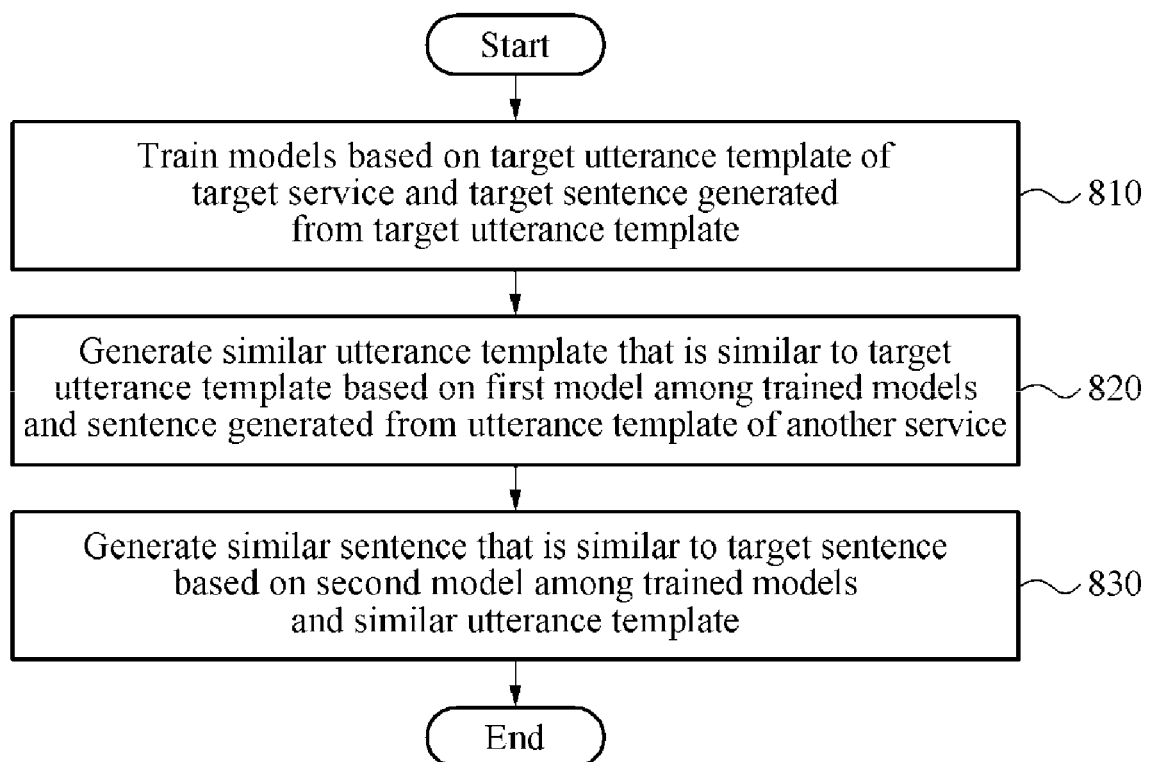 Start
Train models based on target utterance template of
target service and target sentence generated
from target utterance template
810
Generate similar utterance template that is similar to target
utterance template based on first model among trained models
and sentence generated from utterance template of another service
820
Generate similar sentence that is similar to target sentence
based on second model among trained models
and similar utterance template
830
End